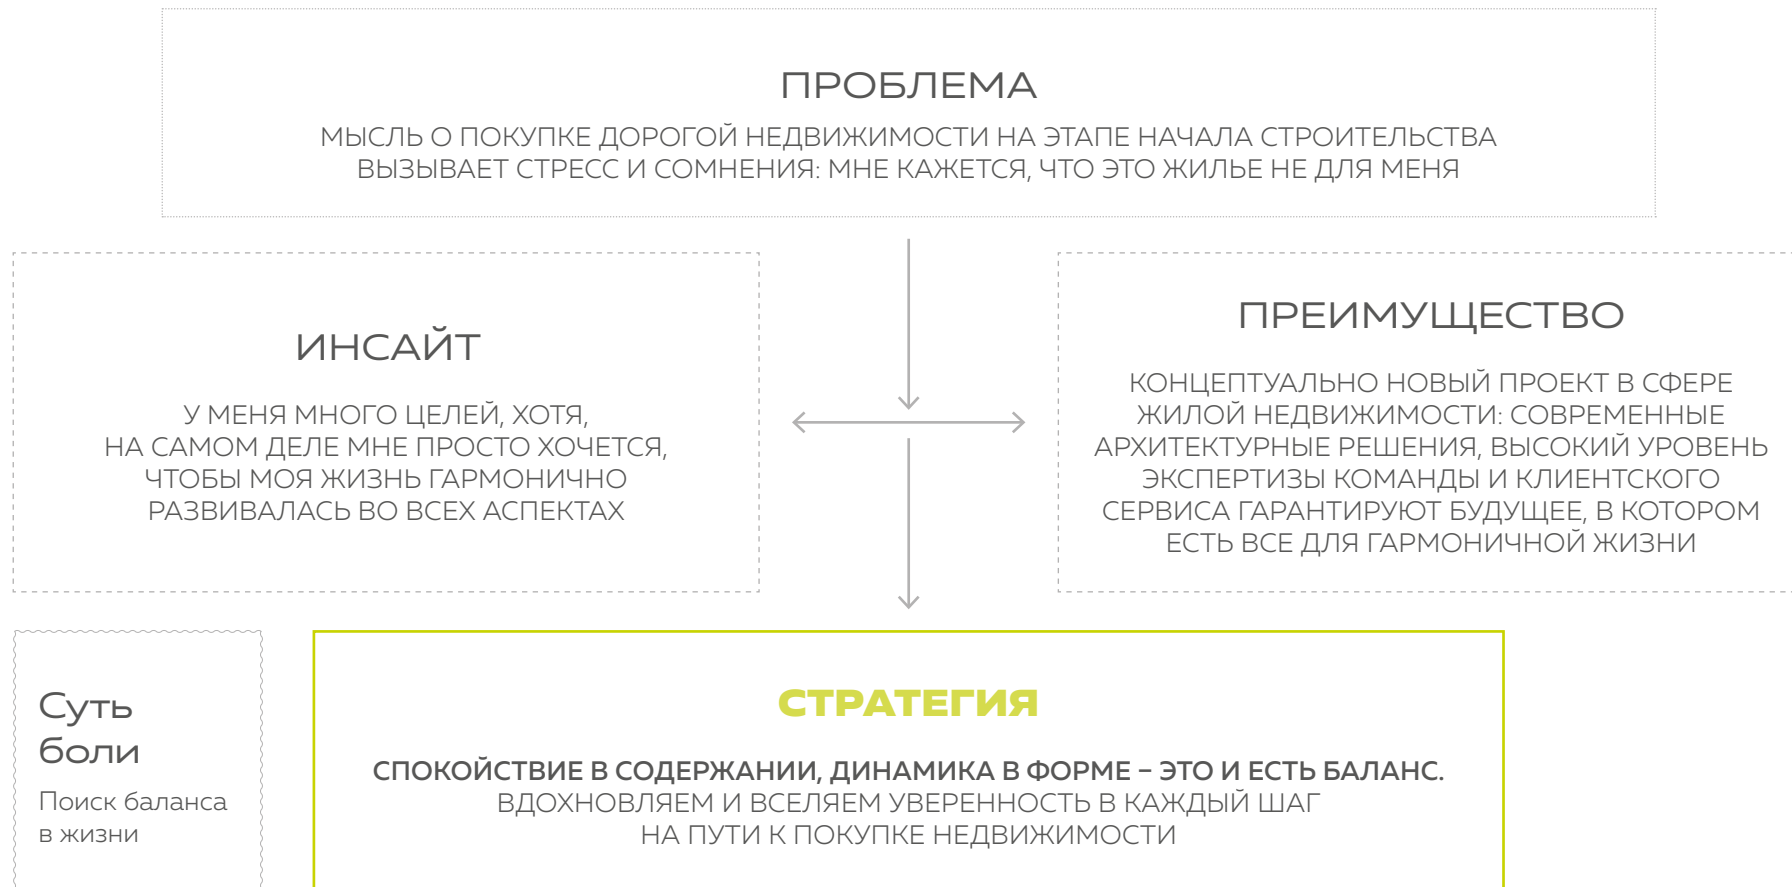 ПРОБЛЕМА
МЫСЛЬ О ПОКУПКЕ ДОРОГОЙ НЕДВИЖИМОСТИ НА ЭТАПЕ НАЧАЛА СТРОИТЕЛЬСТВА
ВЫЗЫВАЕТ СТРЕСС И СОМНЕНИЯ: МНЕ КАЖЕТСЯ, ЧТО ЭТО ЖИЛЬЕ НЕ ДЛЯ МЕНЯ
ИНСАЙТ
У МЕНЯ МНОГО ЦЕЛЕЙ, ХОТЯ,
НА САМОМ ДЕЛЕ МНЕ ПРОСТО ХОЧЕТСЯ,
ЧТОБЫ МОЯ ЖИЗНЬ ГАРМОНИЧНО
РАЗВИВАЛАСЬ ВО ВСЕХ АСПЕКТАХ
ПРЕИМУЩЕСТВО
КОНЦЕПТУАЛЬНО НОВЫЙ ПРОЕКТ В СФЕРЕ
ЖИЛОЙ НЕДВИЖИМОСТИ: СОВРЕМЕННЫЕ
АРХИТЕКТУРНЫЕ РЕШЕНИЯ, ВЫСОКИЙ УРОВЕНЬ
ЭКСПЕРТИЗЫ КОМАНДЫ И КЛИЕНТСКОГО
СЕРВИСА ГАРАНТИРУЮТ БУДУЩЕЕ, В КОТОРОМ
ЕСТЬ ВСЕ ДЛЯ ГАРМОНИЧНОЙ ЖИЗНИ
Суть
боли
Поиск баланса
в жизни
СТРАТЕГИЯ
СПОКОЙСТВИЕ В СОДЕРЖАНИИ, ДИНАМИКА В ФОРМЕ – ЭТО И ЕСТЬ БАЛАНС.
ВДОХНОВЛЯЕМ И ВСЕЛЯЕМ УВЕРЕННОСТЬ В КАЖДЫЙ ШАГ
НА ПУТИ К ПОКУПКЕ НЕДВИЖИМОСТИ